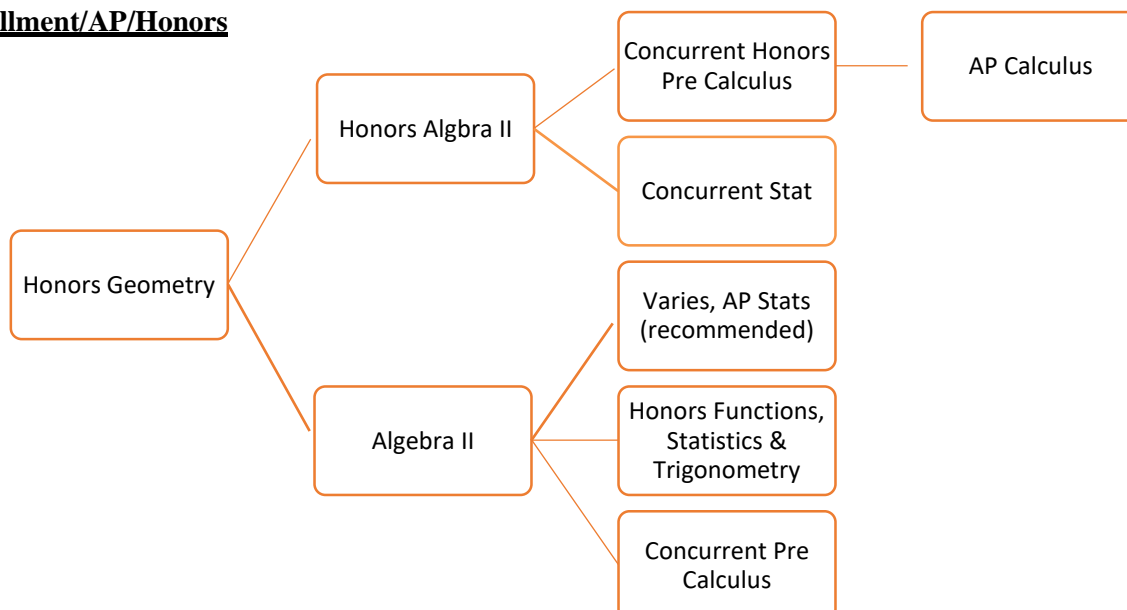 llment/AP/Honors
Concurrent Honors
Pre Calculus
AP Calculus
Honors Algbra II
Concurrent Stat
Honors Geometry
Varies, AP Stats
(recommended)
Algebra II
Honors Functions,
Statistics &
Trigonometry
Concurrent Pre
Calculus